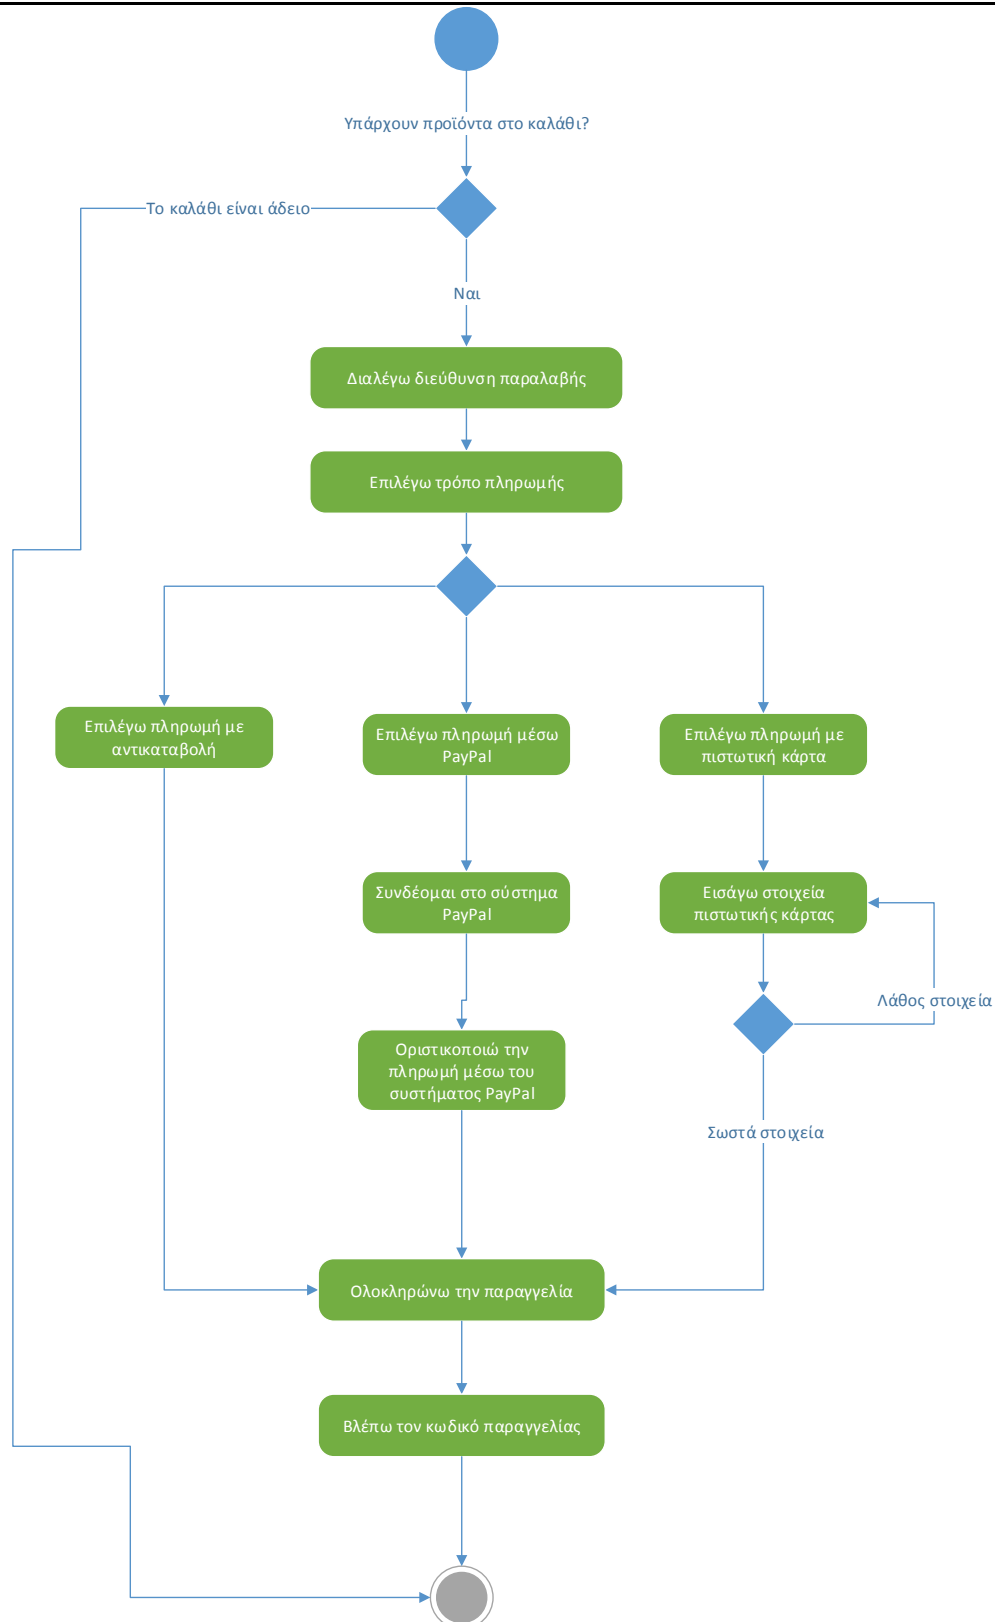 Υπάρχουν προϊόντα στο καλάθι?
Το καλάθι είναι άδειο
Ναι
Διαλέγω διεύθυνση παραλαβής
Επιλέγω τρόπο πληρωμής
Επιλέγω πληρωμή με
αντικαταβολή
Επιλέγω πληρωμή μέσω
PayPal
Επιλέγω πληρωμή με
πιστωτική κάρτα
Συνδέομαι στο σύστημα
PayPal
Εισάγω στοιχεία
πιστωτικής κάρτας
Λάθος στοιχεία
Οριστικοποιώ την
πληρωμή μέσω του
συστήματος PayPal
Σωστά στοιχεία
Ολοκληρώνω την παραγγελία
Βλέπω τον κωδικό παραγγελίας